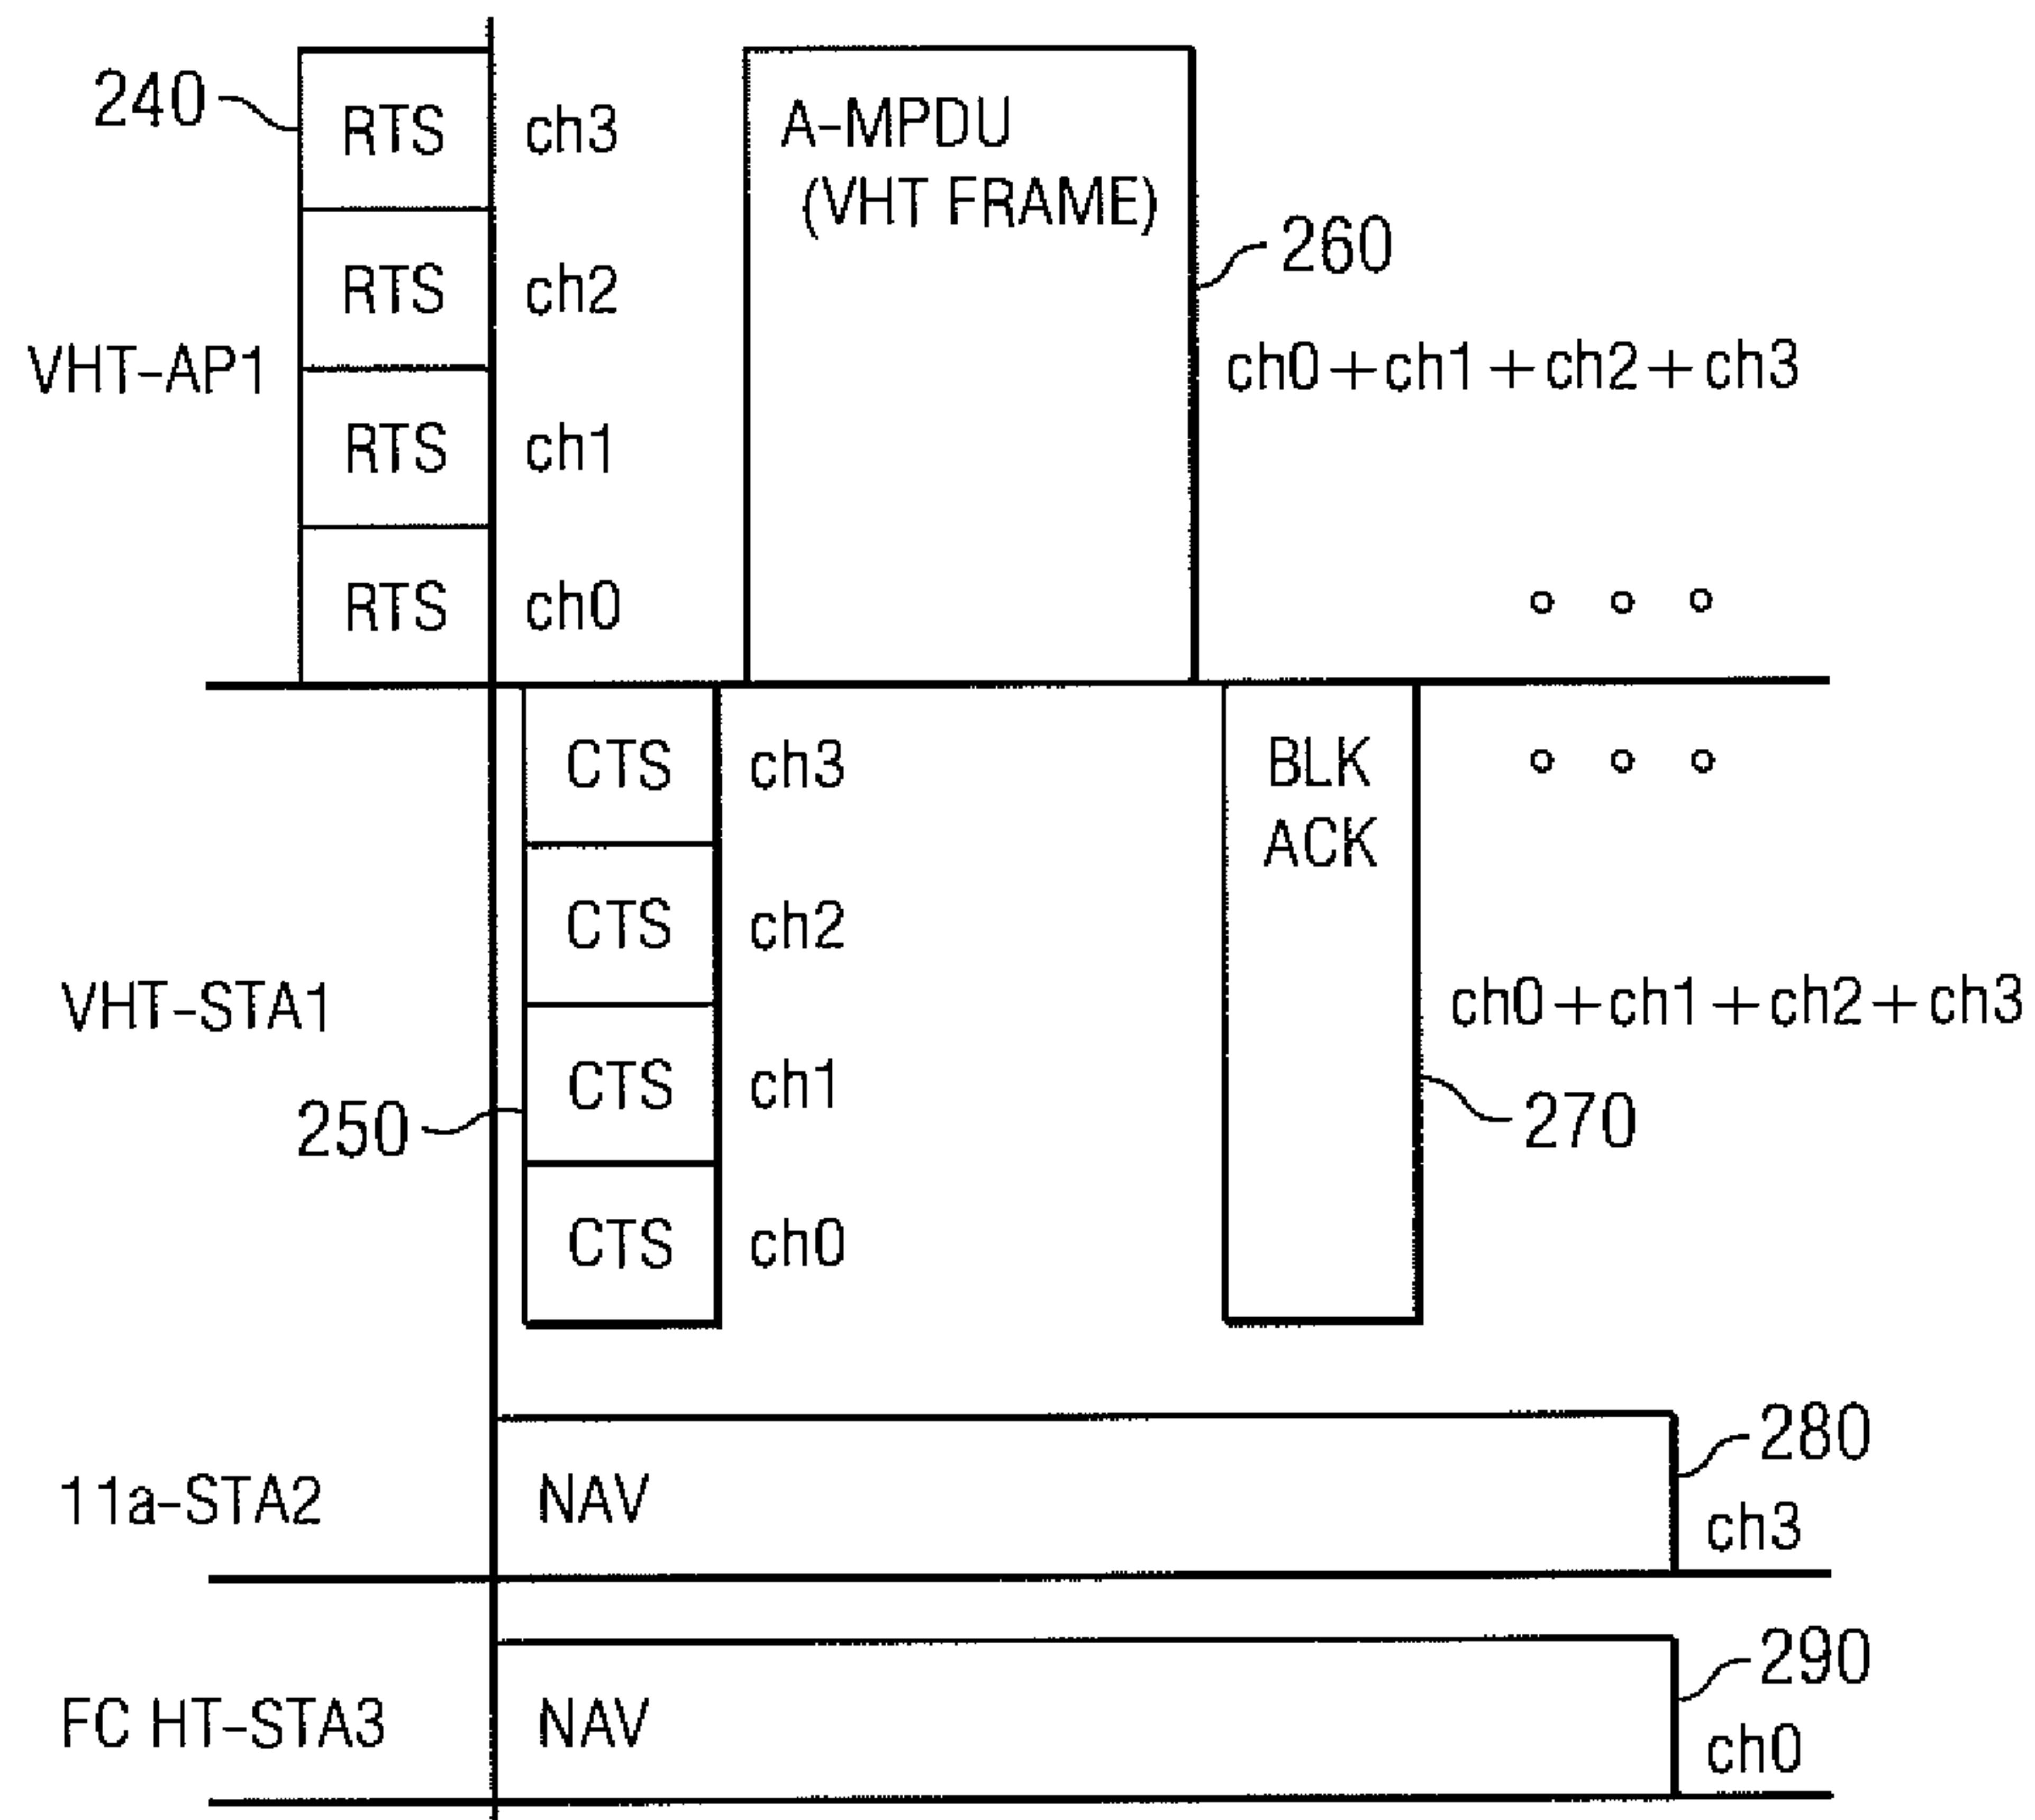 240
RTS ch3
RTS ch2
RTS ch1
RTS ch0
VHT-AP1
A-MPDU
(VHT FRAME)
260
ch0+ch1+ch2+ch3
CTS ch3
CTS ch2
CTS ch1
CTS ch0
VHT-STA1
250
BLK
ACK
ch0+ch1+ch2+ch3
270
11a-STA2
NAV
280
ch3
FC HT-STA3
NAV
290
ch0